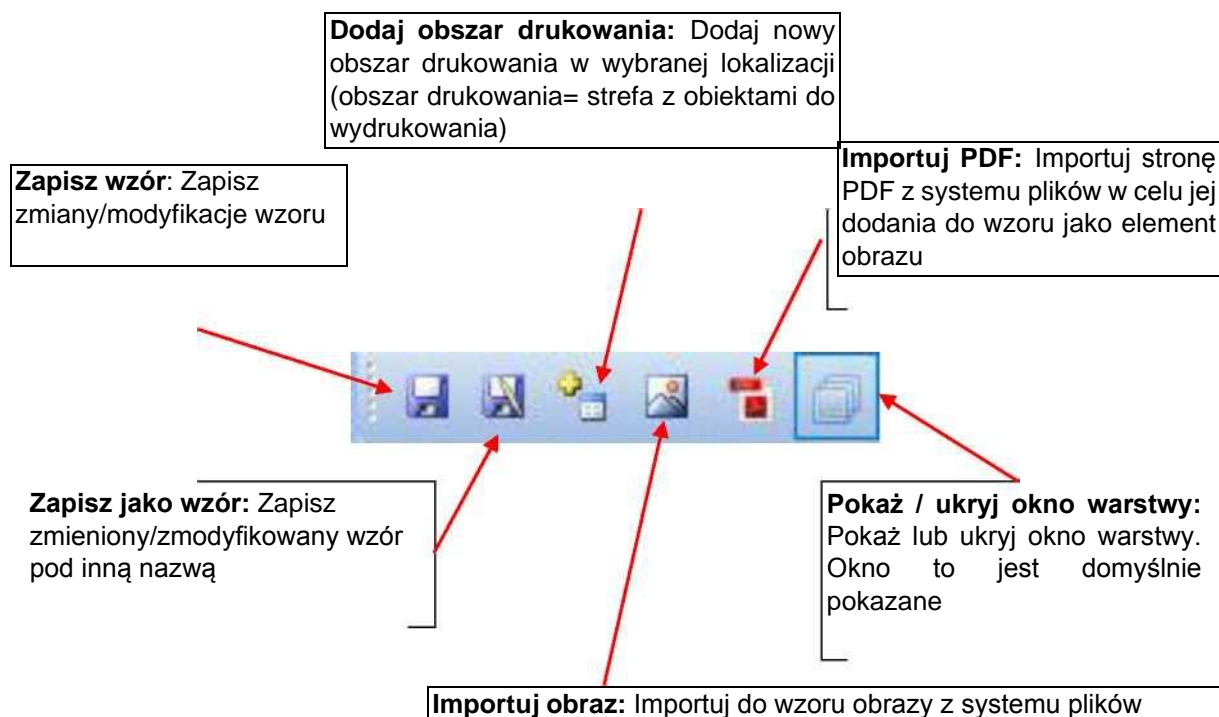 Dodaj obszar drukowania: Dodaj nowy
obszar drukowania w wybranej lokalizacji
(obszar drukowania= strefa z obiektami do
wydrukowania)
Importuj PDF: Importuj stronę
PDF z systemu plików w celu jej
dodania do wzoru jako element
obrazu
Zapisz wzór: Zapisz
zmiany/modyfikacje wzoru
Zapisz jako wzór: Zapisz
zmieniony/zmodyfikowany wzór
pod inną nazwą
Pokaż / ukryj okno warstwy:
Pokaż lub ukryj okno warstwy.
Okno to jest domyślnie
pokazane
Importuj obraz: Importuj do wzoru obrazy z systemu plików